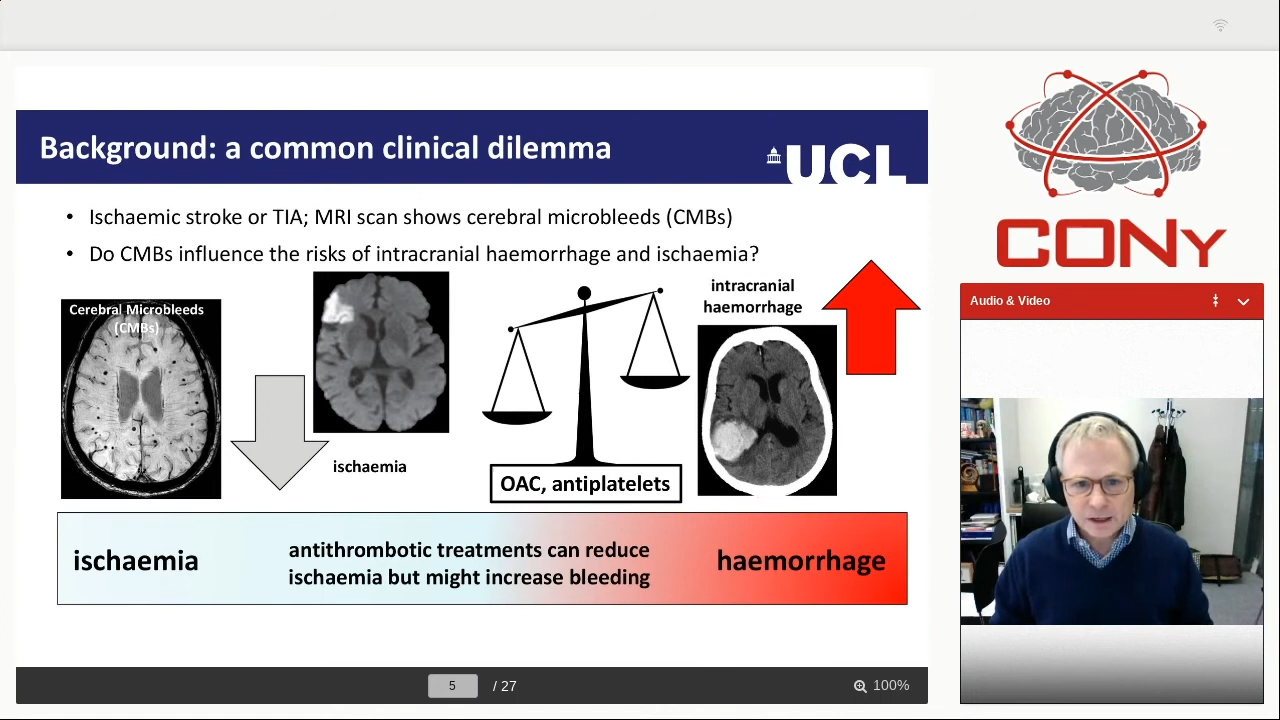 Background: a common clinical dilemma
UCL
• Ischaemic stroke or TIA; MRI scan shows cerebral microbleeds (CMBs)
• Do CMBs influence the risks of intracranial haemorrhage and ischaemia?
Cerebral Microbleeds
(CMBs)
ischaemia
intracranial
haemorrhage
OAC, antiplatelets
ischaemia
antithrombotic treatments can reduce
ischaemia but might increase bleeding
haemorrhage
5 / 27
100%
CONy
Audio & Video